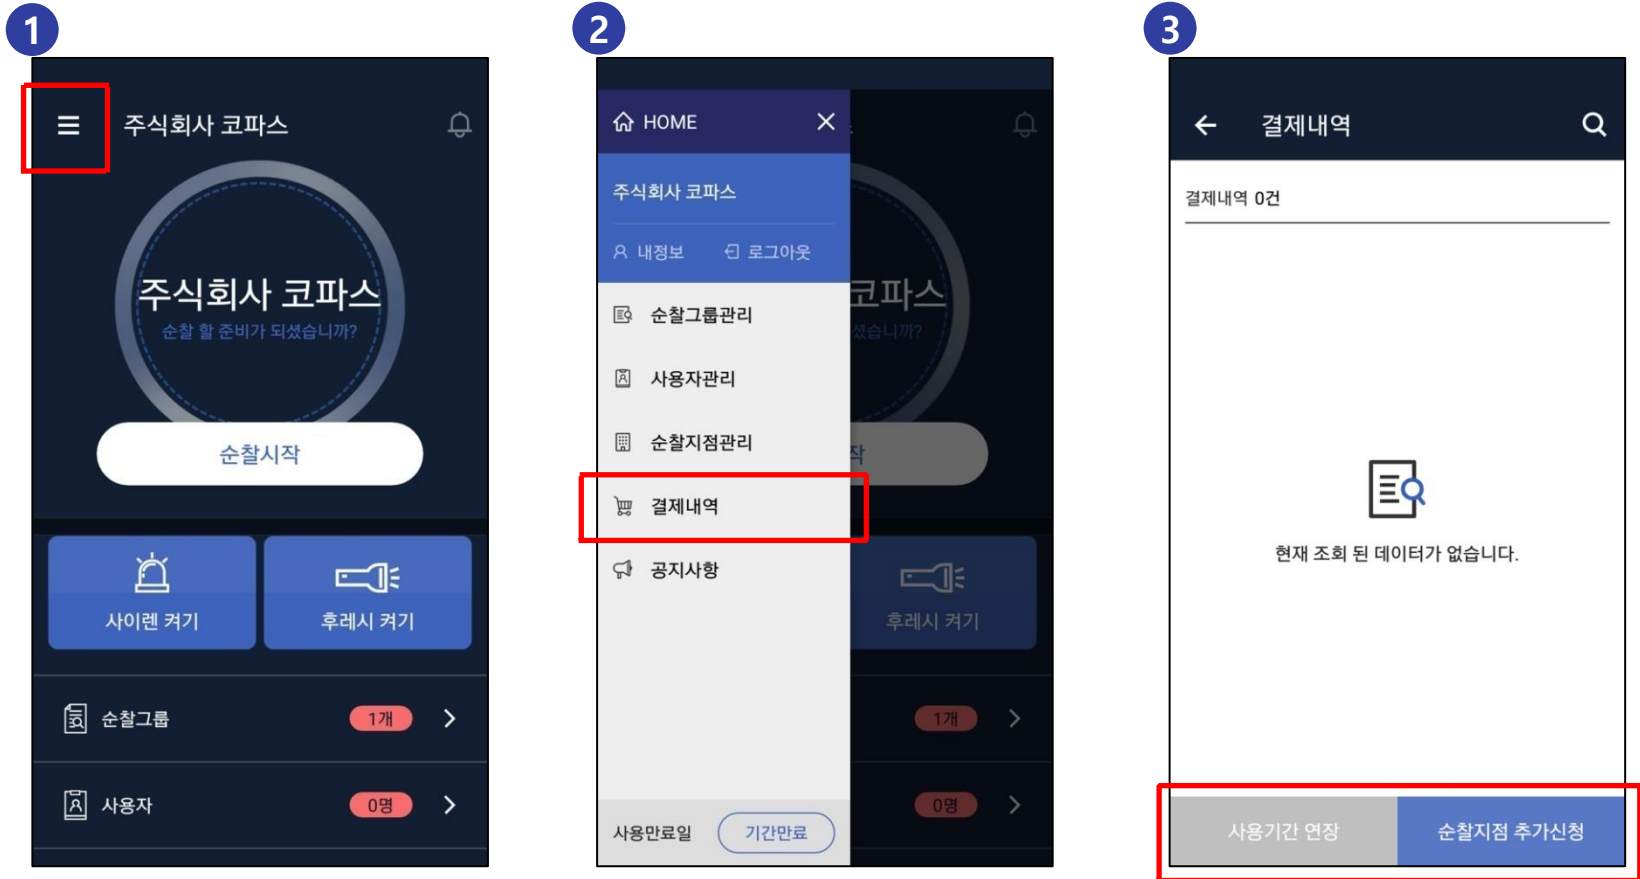 1
주식회사 코파스
주식회사 코파스
순찰 할 준비가 되셨습니까?
순찰시작
사이렌 켜기
후레시 켜기
순찰그룹
1개
사용자
0명
2
HOME
주식회사 코파스
내정보
로그아웃
순찰그룹관리
사용자관리
순찰지점관리
결제내역
공지사항
사용만료일
기간만료
코파스
셨습니까?
작
후레시 켜기
1개
0명
3
결제내역
결제내역 0건
현재 조회 된 데이터가 없습니다.
사용기간 연장
순찰지점 추가신청